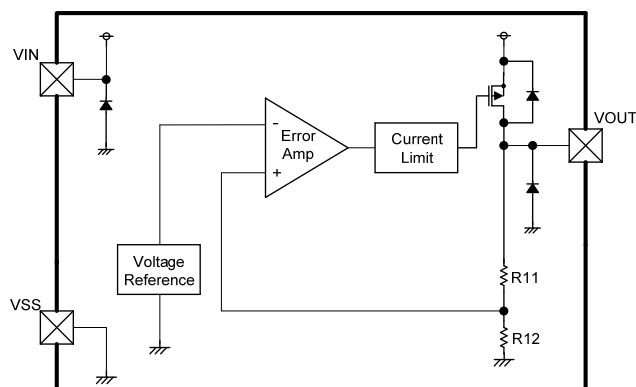 VIN
VOUT
-
Error
Amp
+
Current
Limit
Voltage
Reference
R11
VSS
R12